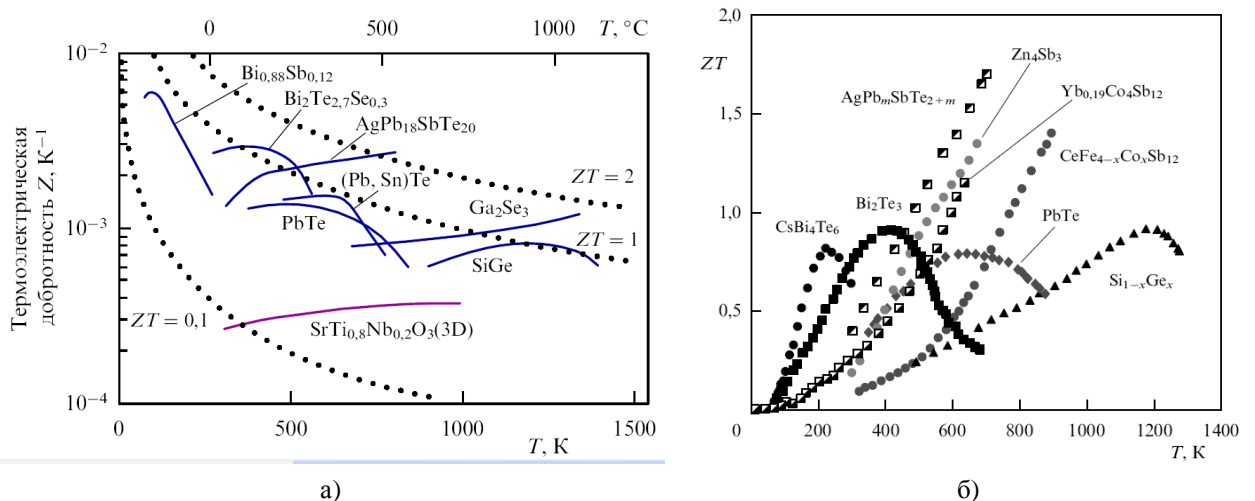 0
500
1000
T, °C
10⁻²
10⁻³
10⁻⁴
Термоэлектрическая
добротность Z, К⁻¹
Bi₀,₈₈Sb₀,₁₂
Bi₂Te₂,₇Se₀,₃
AgPb₁₈SbTe₂₀
(Pb, Sn)Te
ZT = 2
Ga₂Se₃
PbTe
ZT = 1
SiGe
ZT = 0,1
SrTi₀,₈Nb₀,₂O₃(3D)
0
500
1000
1500
T, К
а)
ZT
2,0
1,5
1,0
0,5
0
Zn₄Sb₃
AgPbₘSbTe₂₊ₘ
Yb₀,₁₉Co₄Sb₁₂
CeFe₄₋ₓCoₓSb₁₂
Bi₂Te₃
CsBi₄Te₆
PbTe
Si₁₋ₓGeₓ
200
400
600
800
1000
1200
1400
T, К
б)